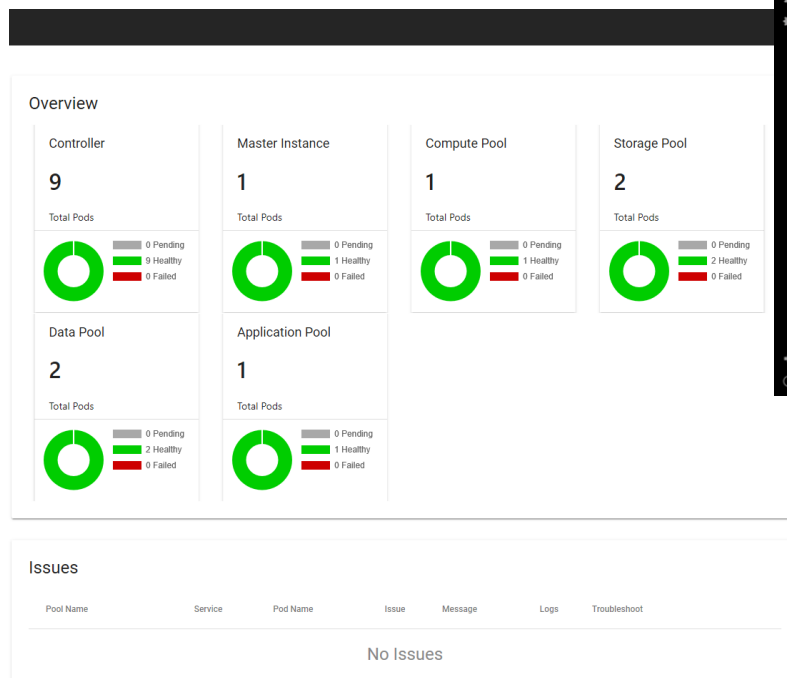 Overview
Controller
9
Total Pods
0 Pending
9 Healthy
0 Failed
Master Instance
1
Total Pods
0 Pending
1 Healthy
0 Failed
Compute Pool
1
Total Pods
0 Pending
1 Healthy
0 Failed
Storage Pool
2
Total Pods
0 Pending
2 Healthy
0 Failed
Data Pool
2
Total Pods
0 Pending
2 Healthy
0 Failed
Application Pool
1
Total Pods
0 Pending
1 Healthy
0 Failed
Issues
Pool Name Service Pod Name Issue Message Logs Troubleshoot
No Issues